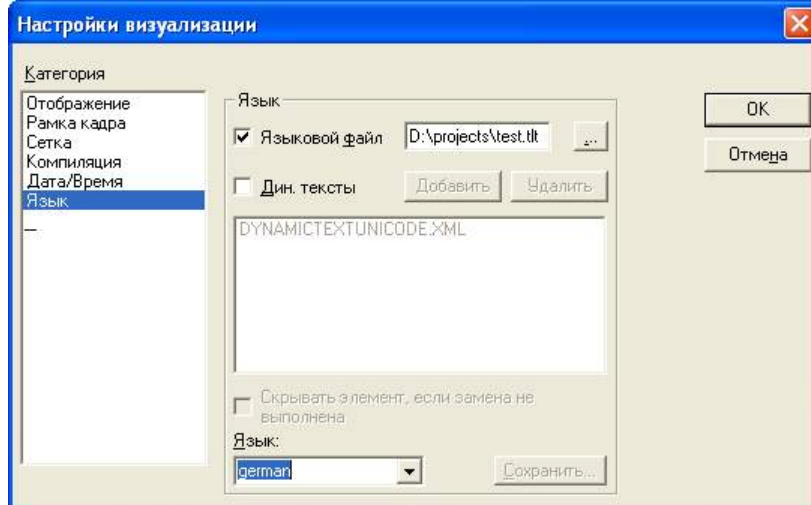 Настройки визуализации
Категория
Отображение
Рамка кадра
Сетка
Компиляция
Дата/Время
Язык
Язык
Языковой файл
D:\projects\test.tlt
...
Дин. тексты
Добавить
Удалить
DYNAMICTEXTUNICODE.XML
Скрывать элемент, если замена не
выполнена
Язык:
german
Сохранить...
OK
Отмена